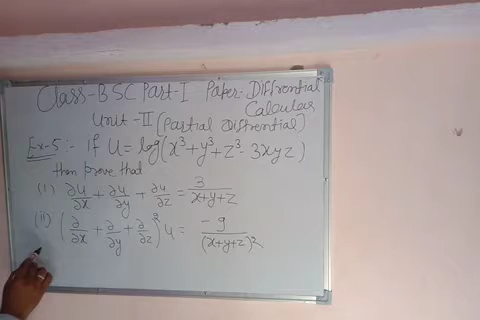 Class-BSC Part-I Paper-Differential
Calculus
Unit-II (Partial Differential)
Ex-5:- If U = log(x³+y³+z³-3xyz)
then prove that
(i) ∂u/∂x + ∂u/∂y + ∂u/∂z = 3/(x+y+z)
(ii) (∂/∂x + ∂/∂y + ∂/∂z)² u = -9/(x+y+z)²